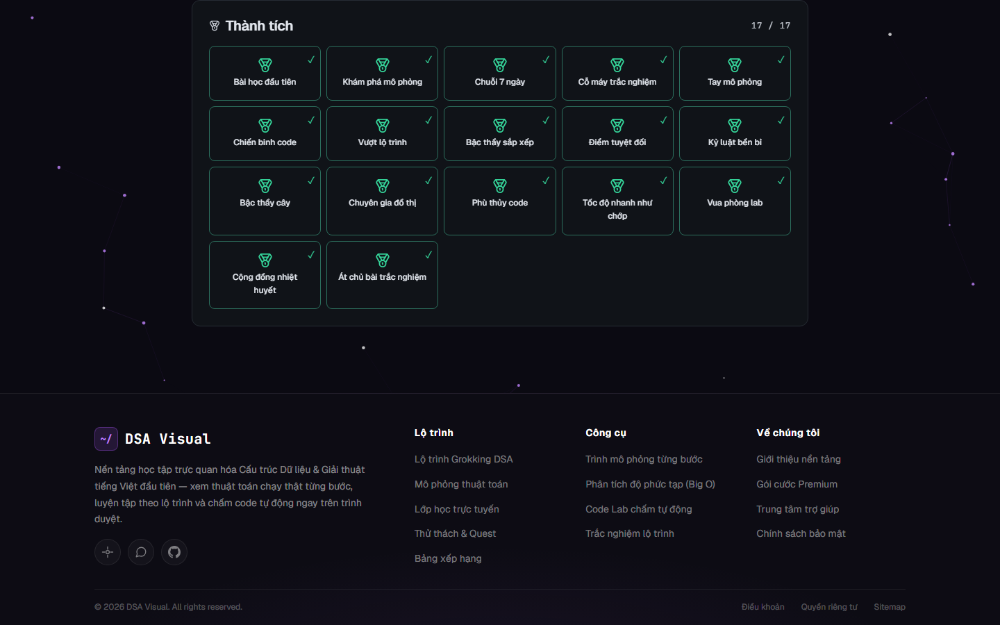 Thành tích
17 / 17
Bài học đầu tiên
Khám phá mô phỏng
Chuỗi 7 ngày
Cỗ máy trắc nghiệm
Tay mô phỏng
Chiến binh code
Vượt lộ trình
Bậc thầy sắp xếp
Điểm tuyệt đối
Kỷ luật bền bỉ
Bậc thầy cây
Chuyên gia đồ thị
Phù thủy code
Tốc độ nhanh như
chớp
Vua phòng lab
Cộng đồng nhiệt
huyết
Át chủ bài trắc nghiệm
~/ DSA Visual
Nền tảng học tập trực quan hóa Cấu trúc Dữ liệu & Giải thuật
tiếng Việt đầu tiên — xem thuật toán chạy thật từng bước,
luyện tập theo lộ trình và chấm code tự động ngay trên trình
duyệt.
Lộ trình
Lộ trình Grokking DSA
Mô phỏng thuật toán
Lớp học trực tuyến
Thử thách & Quest
Bảng xếp hạng
Công cụ
Trình mô phỏng từng bước
Phân tích độ phức tạp (Big O)
Code Lab chấm tự động
Trắc nghiệm lộ trình
Về chúng tôi
Giới thiệu nền tảng
Gói cước Premium
Trung tâm trợ giúp
Chính sách bảo mật
© 2026 DSA Visual. All rights reserved.
Điều khoản
Quyền riêng tư
Sitemap